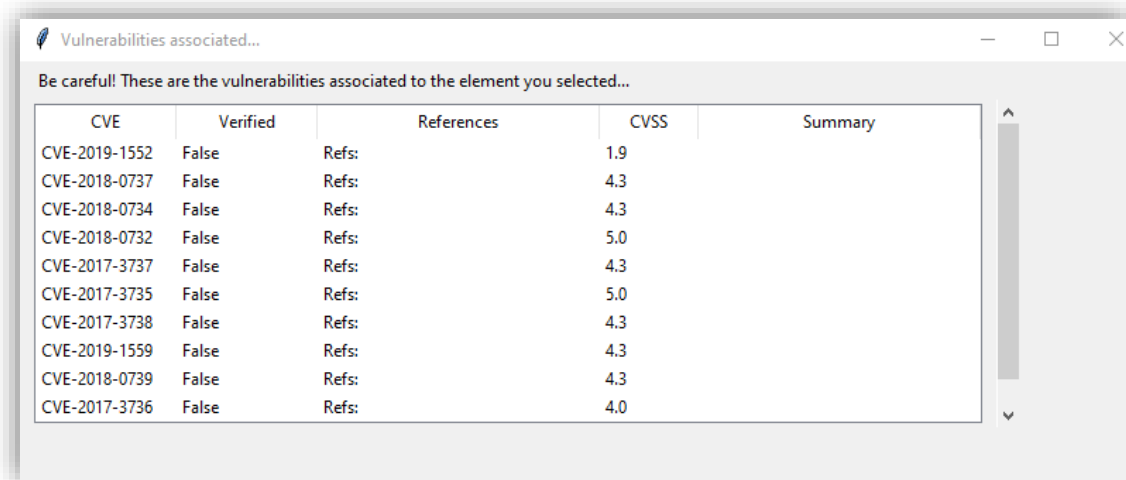 Vulnerabilities associated...
Be careful! These are the vulnerabilities associated to the element you selected...
CVE Verified References CVSS Summary
CVE-2019-1552 False Refs: 1.9
CVE-2018-0737 False Refs: 4.3
CVE-2018-0734 False Refs: 4.3
CVE-2018-0732 False Refs: 5.0
CVE-2017-3737 False Refs: 4.3
CVE-2017-3735 False Refs: 5.0
CVE-2017-3738 False Refs: 4.3
CVE-2019-1559 False Refs: 4.3
CVE-2018-0739 False Refs: 4.3
CVE-2017-3736 False Refs: 4.0